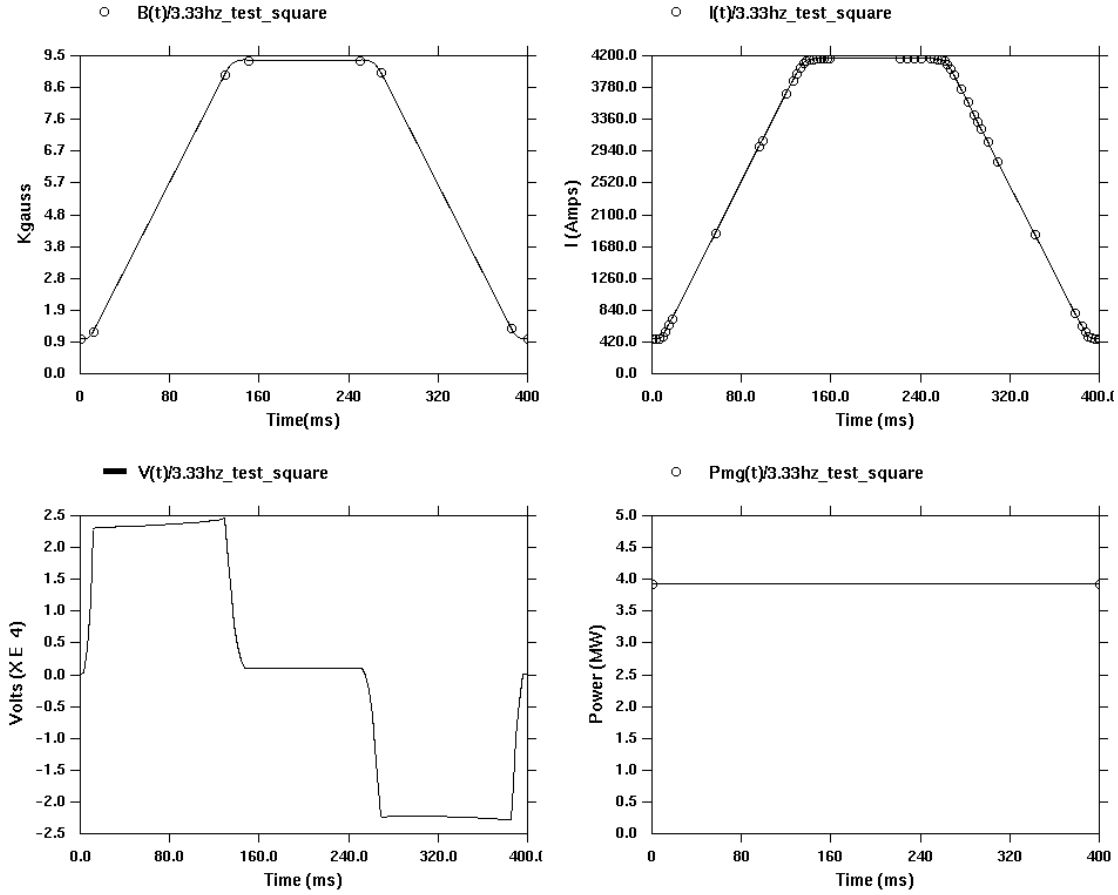 B(t)/3.33hz_test_square
9.5
8.6
7.6
6.7
5.7
4.8
3.8
2.8
1.9
0.9
0.0
Kgauss
0 80 160 240 320 400
Time(ms)
I(t)/3.33hz_test_square
4200.0
3780.0
3360.0
2940.0
2520.0
2100.0
1680.0
1260.0
840.0
420.0
0.0
I (Amps)
0.0 80.0 160.0 240.0 320.0 400.0
Time (ms)
V(t)/3.33hz_test_square
2.5
2.0
1.5
1.0
0.5
0.0
-0.5
-1.0
-1.5
-2.0
-2.5
Volts (X E 4)
0.0 80.0 160.0 240.0 320.0 400.0
Time (ms)
Pmg(t)/3.33hz_test_square
5.0
4.5
4.0
3.5
3.0
2.5
2.0
1.5
1.0
0.5
0.0
Power (MW)
0 80 160 240 320 400
Time (ms)